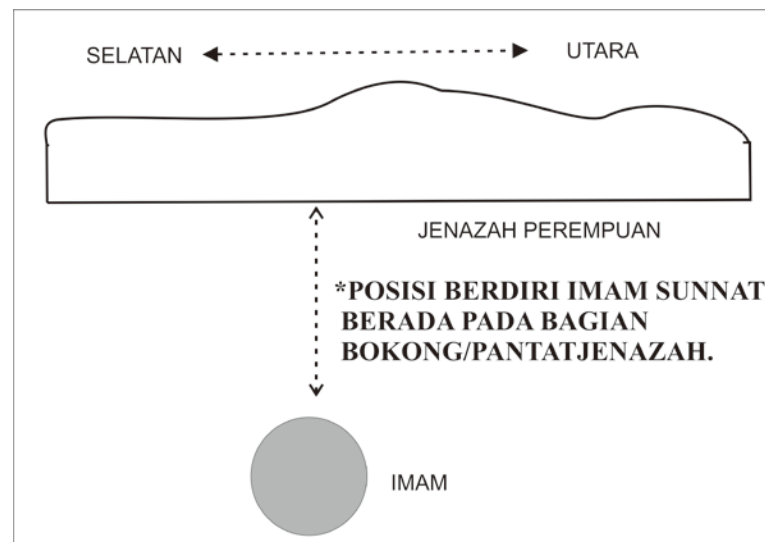 SELATAN UTARA
JENAZAH PEREMPUAN
*POSISI BERDIRI IMAM SUNNAT
BERADA PADA BAGIAN
BOKONG/PANTATJENAZAH.
IMAM